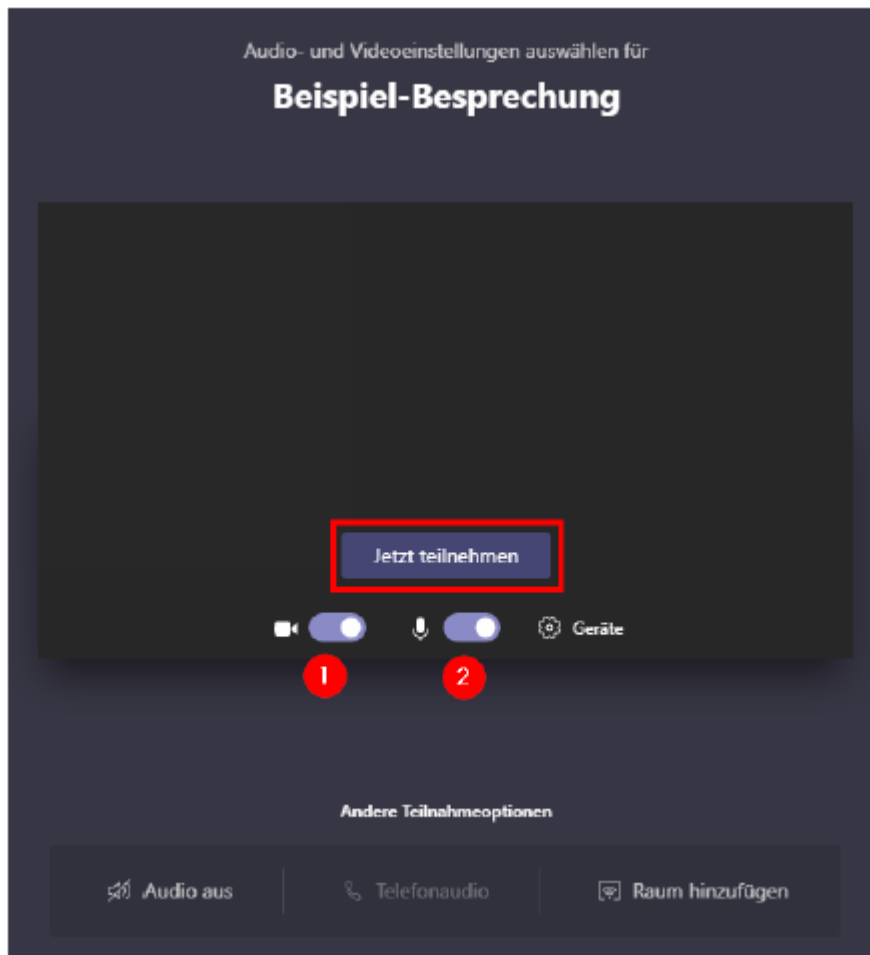 Audio- und Videoeinstellungen auswählen für
Beispiel-Besprechung
Jetzt teilnehmen
Geräte
1 2
Andere Teilnahmeoptionen
Audio aus Telefonaudio Raum hinzufügen